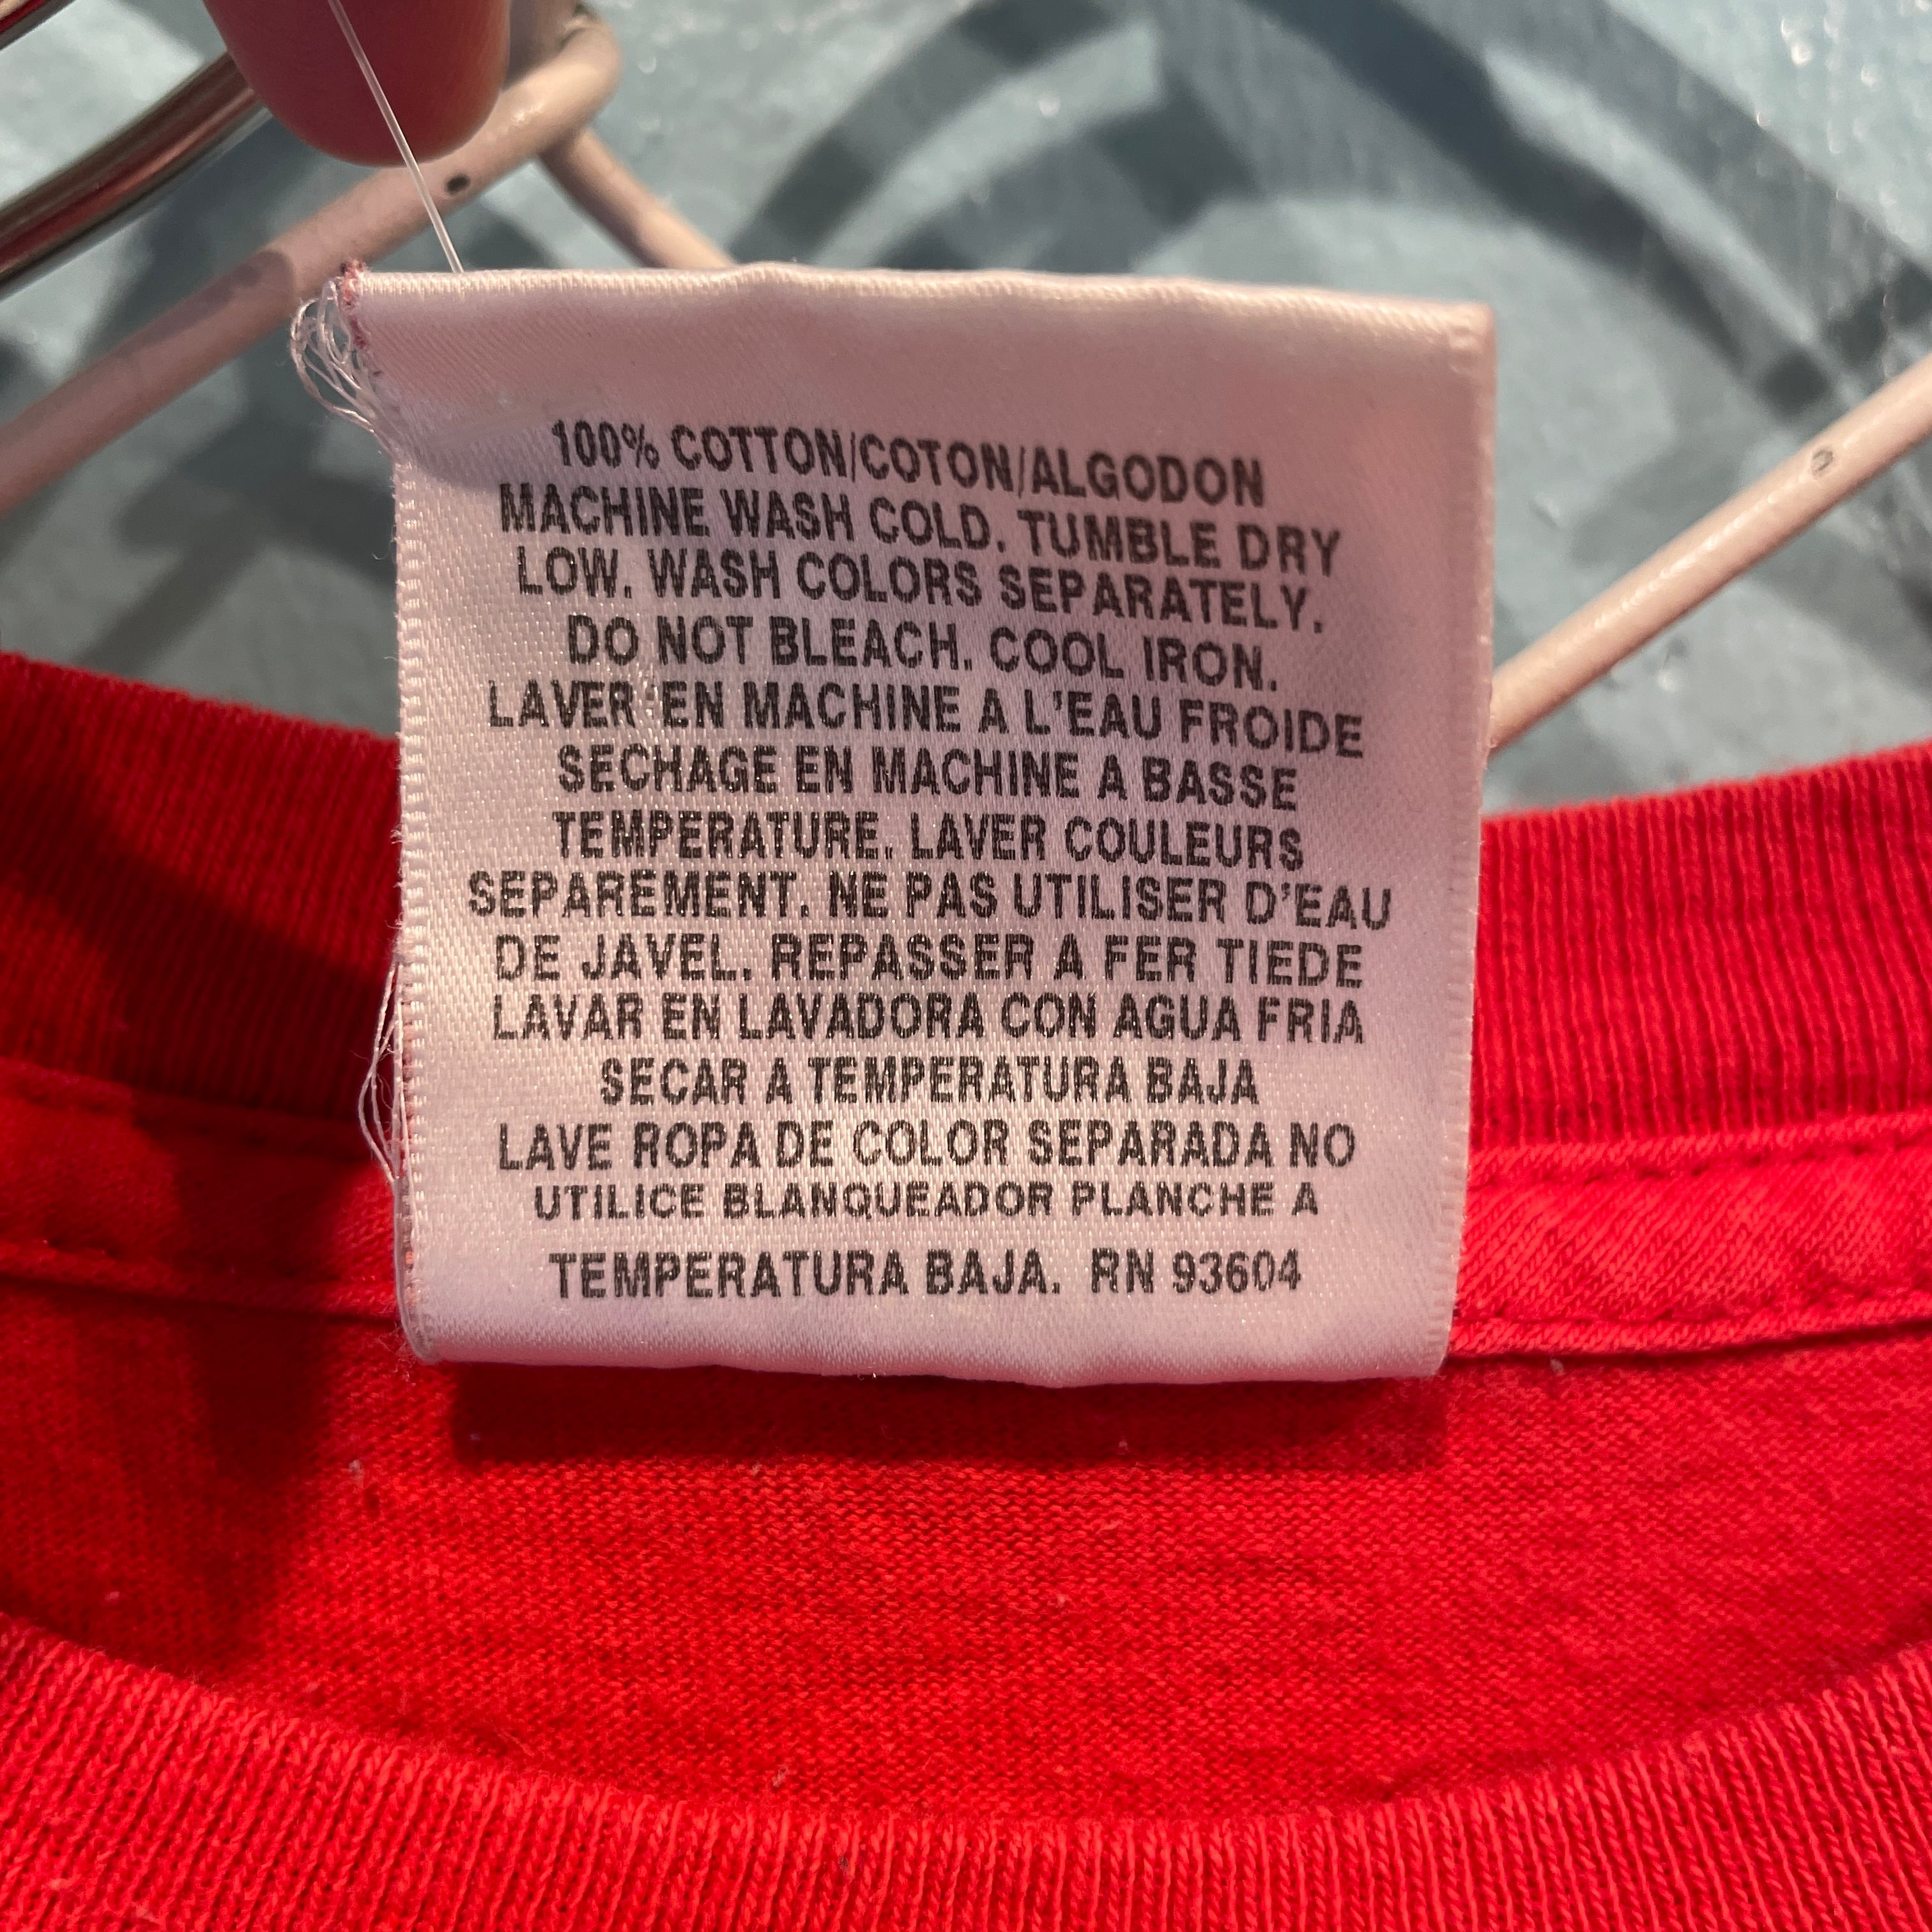 100% COTTON/COTON/ALGODON
MACHINE WASH COLD. TUMBLE DRY
LOW. WASH COLORS SEPARATELY.
DO NOT BLEACH. COOL IRON.
LAVER EN MACHINE A L'EAU FROIDE
SECHAGE EN MACHINE A BASSE
TEMPERATURE. LAVER COULEURS
SEPAREMENT. NE PAS UTILISER D'EAU
DE JAVEL. REPASSER A FER TIEDE
LAVAR EN LAVADORA CON AGUA FRIA
SECAR A TEMPERATURA BAJA
LAVE ROPA DE COLOR SEPARADA NO
UTILICE BLANQUEADOR PLANCHE A
TEMPERATURA BAJA. RN 93604